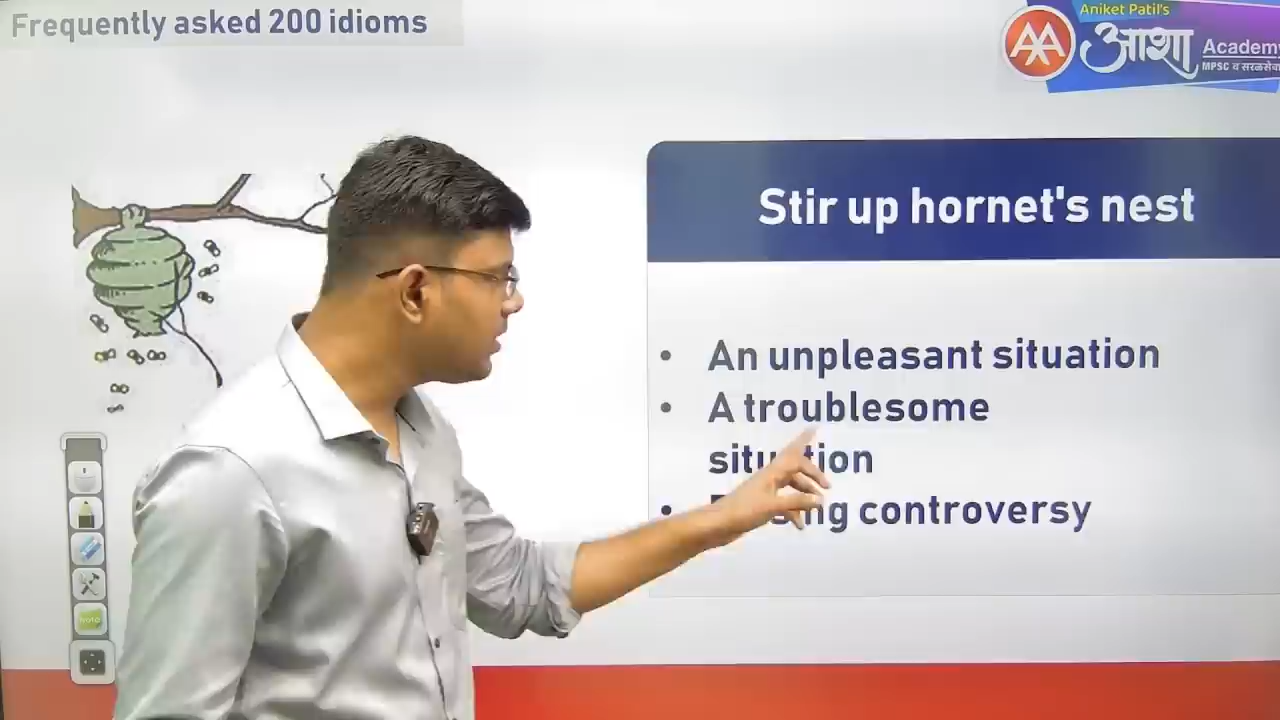 Frequently asked 200 idioms
Aniket Patil's
आशा
Academy
MPSC व सरळसेवा
Stir up hornet's nest
• An unpleasant situation
• A troublesome
situation
• controversy